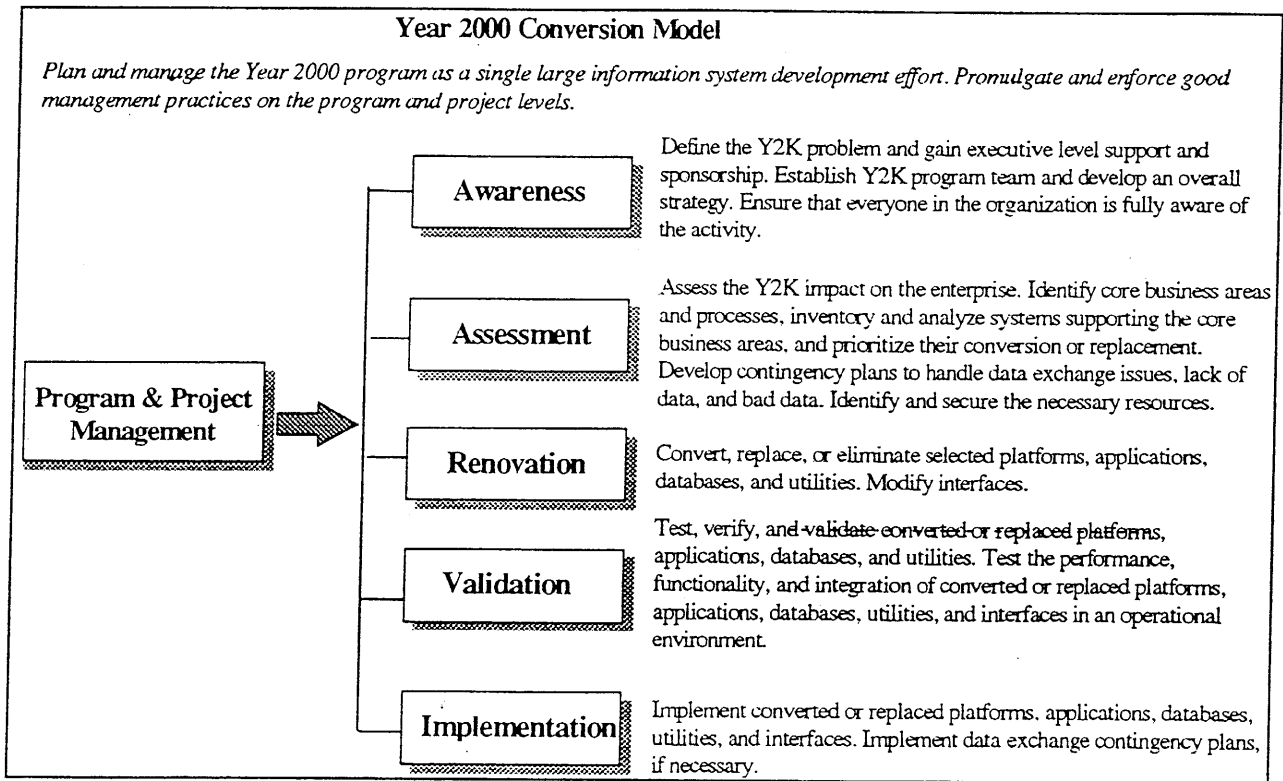 Year 2000 Conversion Model
Plan and manage the Year 2000 program as a single large information system development effort. Promulgate and enforce good
management practices on the program and project levels.
Program & Project
Management
Awareness
Define the Y2K problem and gain executive level support and
sponsorship. Establish Y2K program team and develop an overall
strategy. Ensure that everyone in the organization is fully aware of
the activity.
Assessment
Assess the Y2K impact on the enterprise. Identify core business areas
and processes, inventory and analyze systems supporting the core
business areas, and prioritize their conversion or replacement.
Develop contingency plans to handle data exchange issues, lack of
data, and bad data. Identify and secure the necessary resources.
Renovation
Convert, replace, or eliminate selected platforms, applications,
databases, and utilities. Modify interfaces.
Validation
Test, verify, and validate converted or replaced platforms,
applications, databases, and utilities. Test the performance,
functionality, and integration of converted or replaced platforms,
applications, databases, utilities, and interfaces in an operational
environment.
Implementation
Implement converted or replaced platforms, applications, databases,
utilities, and interfaces. Implement data exchange contingency plans,
if necessary.